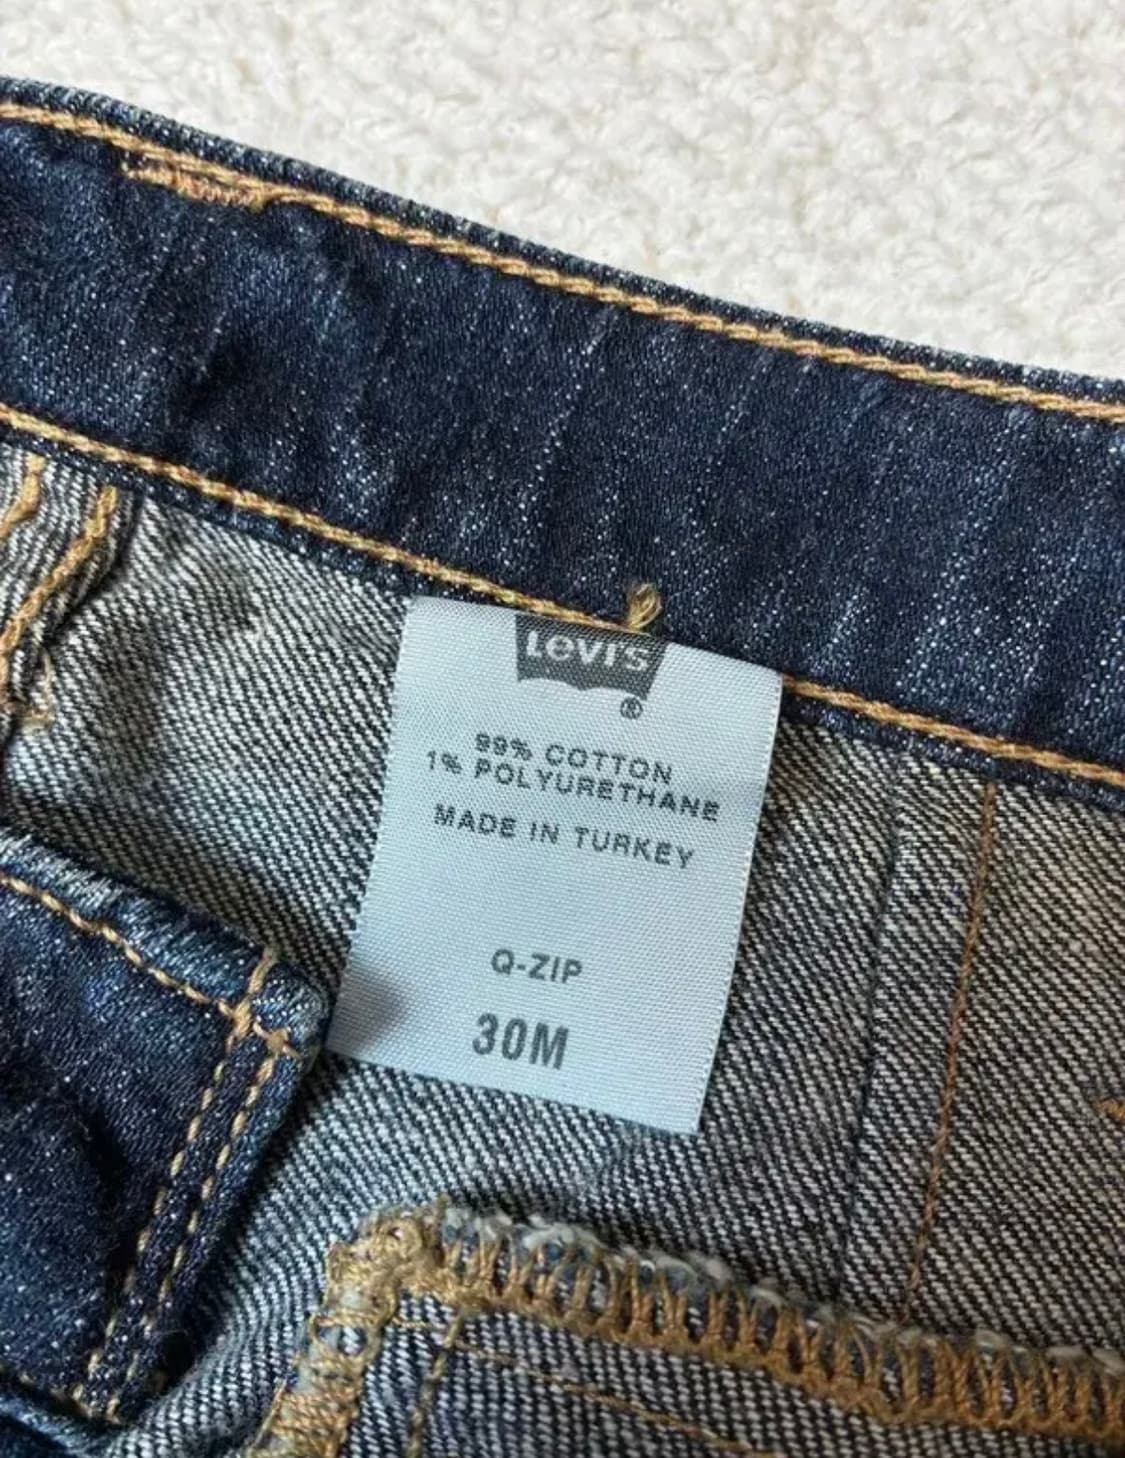 Levi's
®
99% COTTON
1% POLYURETHANE
MADE IN TURKEY
Q-ZIP
30M